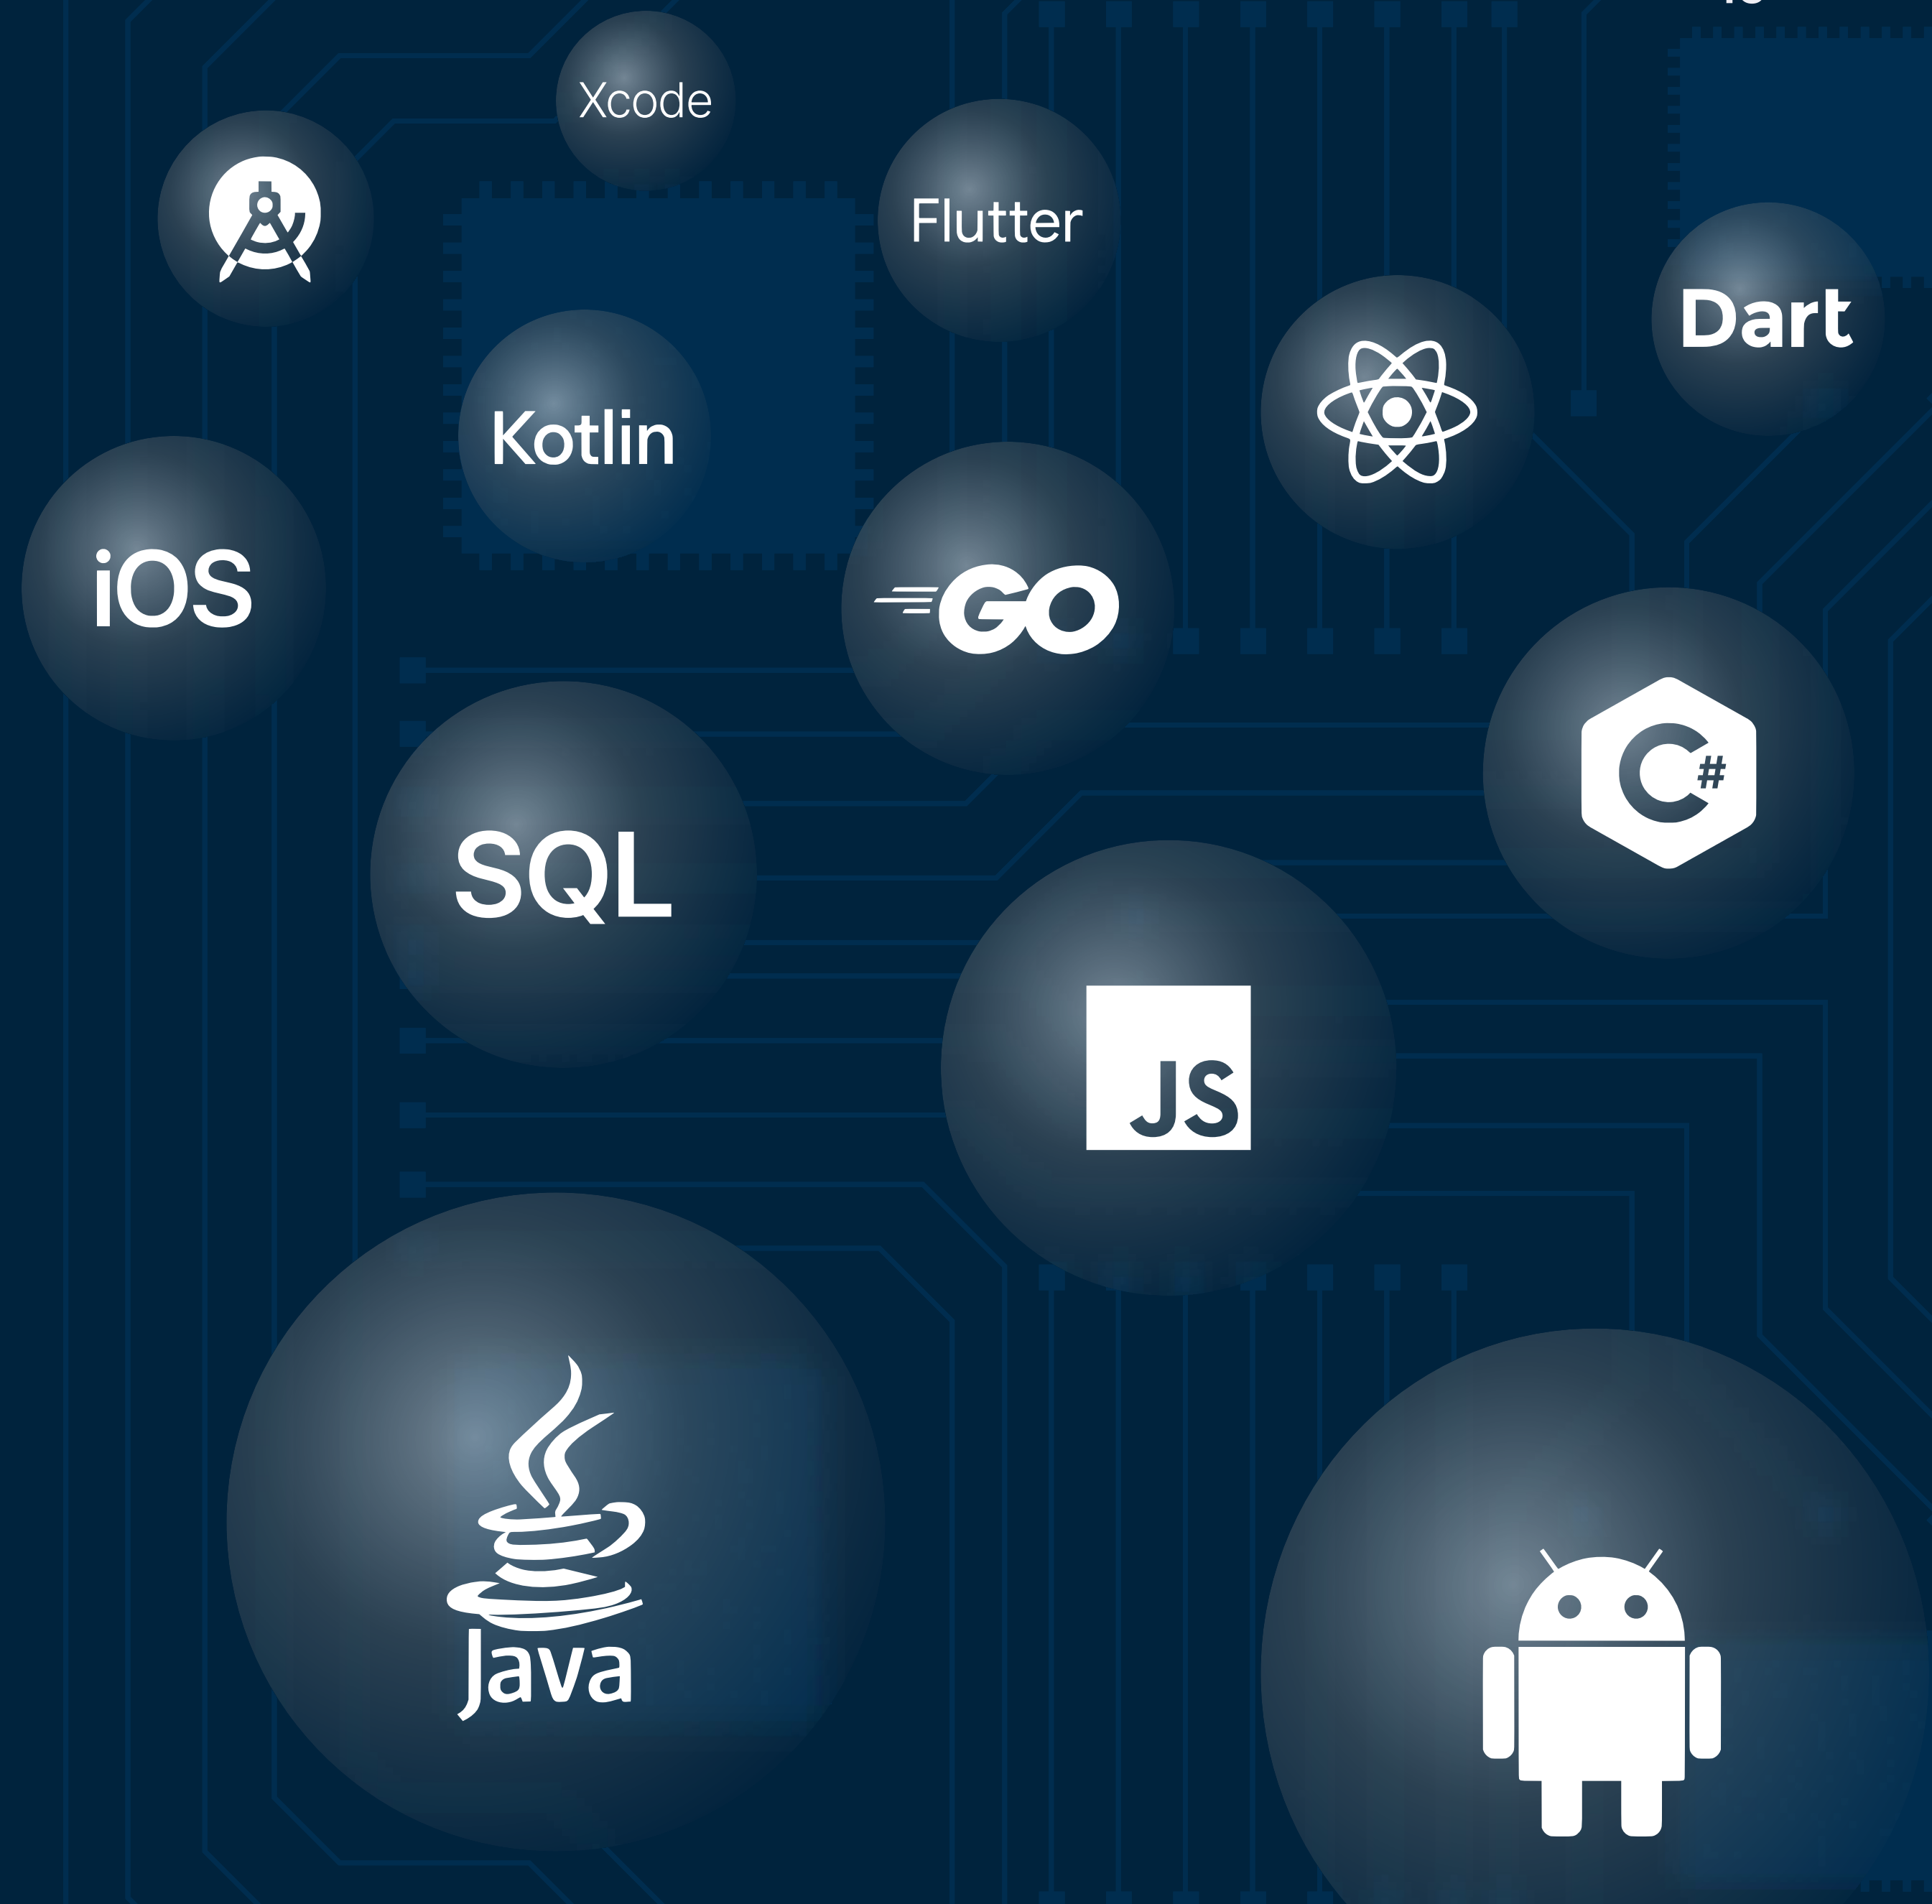 Xcode
Flutter
Dart
Kotlin
iOS
GO
C#
SQL
JS
Java